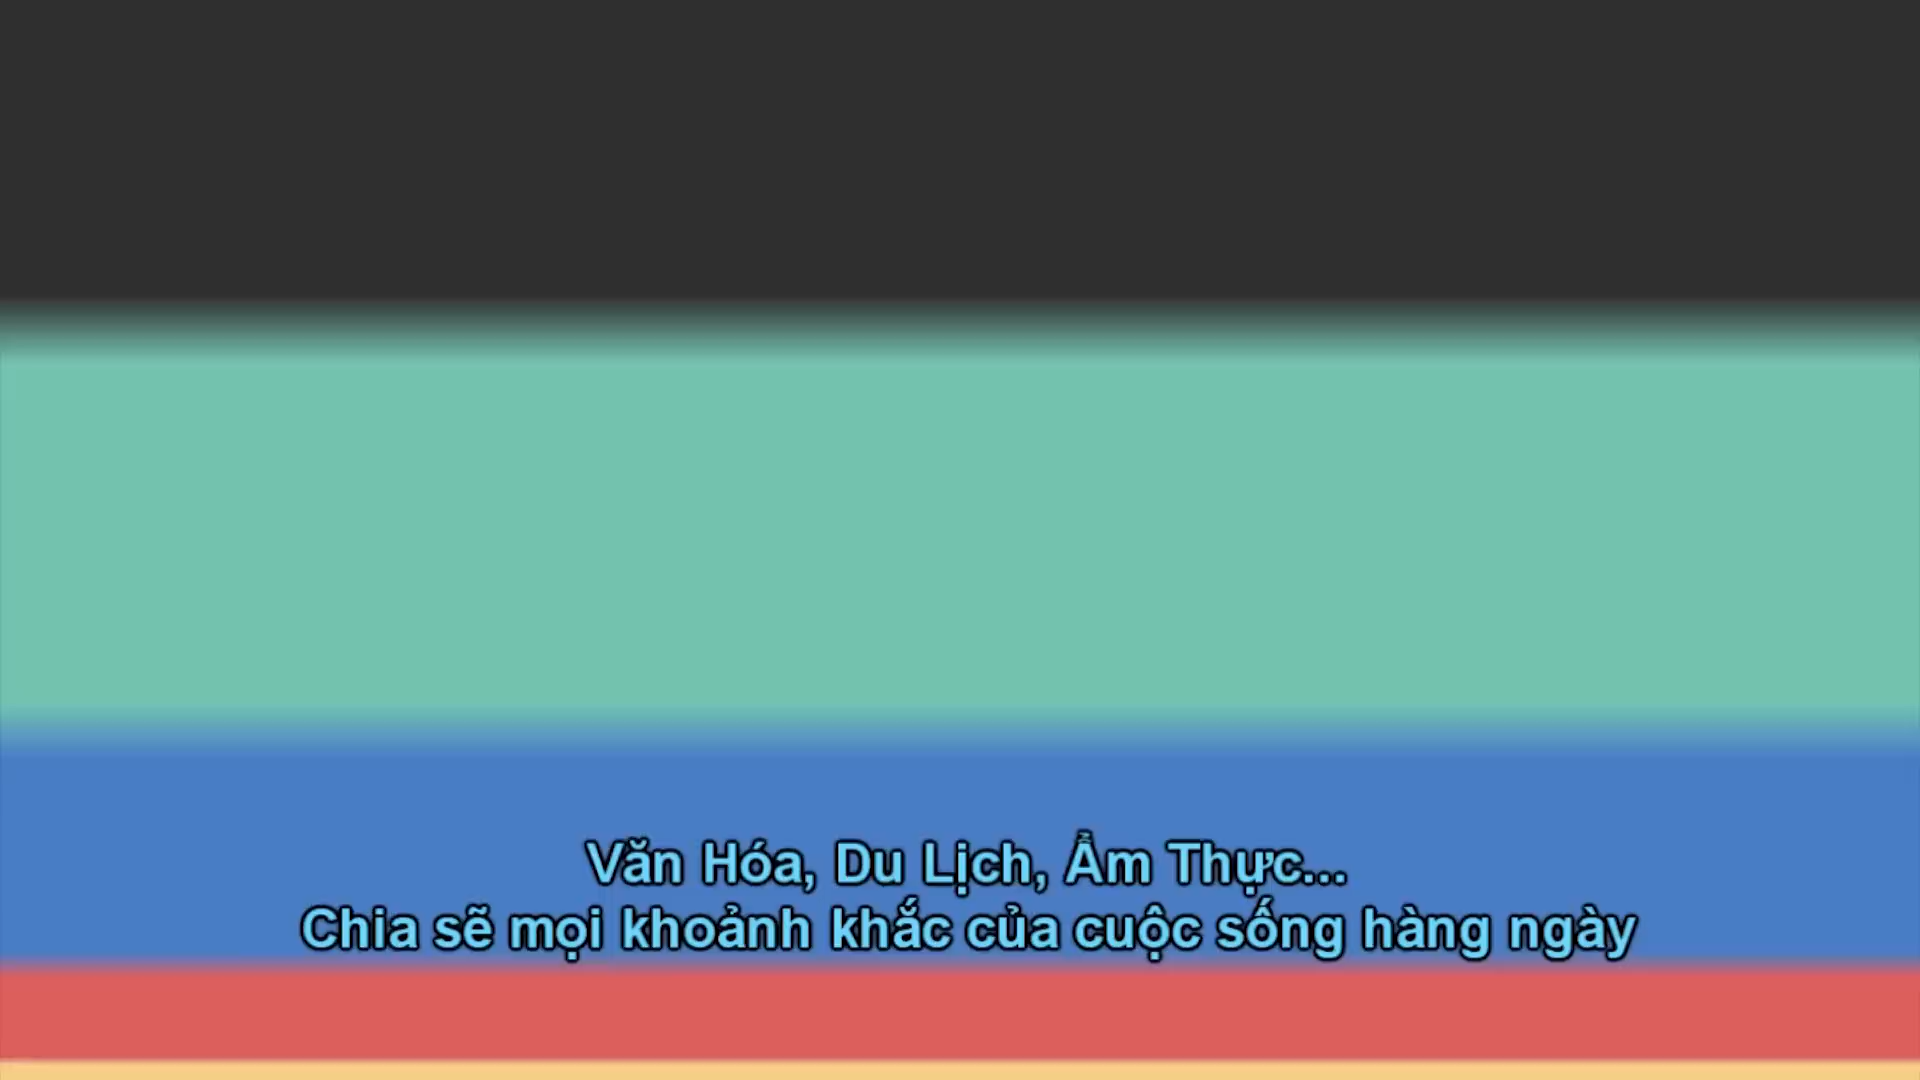 Văn Hóa, Du Lịch, Ẩm Thực...
Chia sẽ mọi khoảnh khắc của cuộc sống hàng ngày